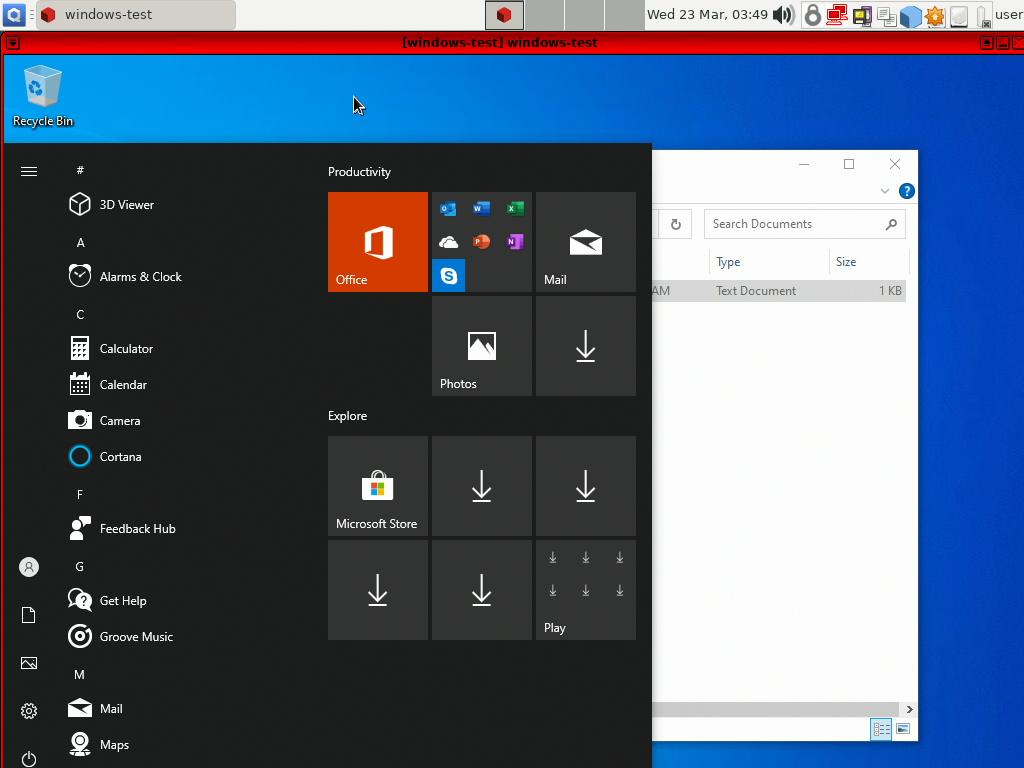 windows-test
Wed 23 Mar, 03:49
user
[windows-test] windows-test
Recycle Bin
#
3D Viewer
A
Alarms & Clock
C
Calculator
Calendar
Camera
Cortana
F
Feedback Hub
G
Get Help
Groove Music
M
Mail
Maps
Productivity
Office
Mail
Photos
Explore
Microsoft Store
Play
Search Documents
Type
Size
AM
Text Document
1 KB